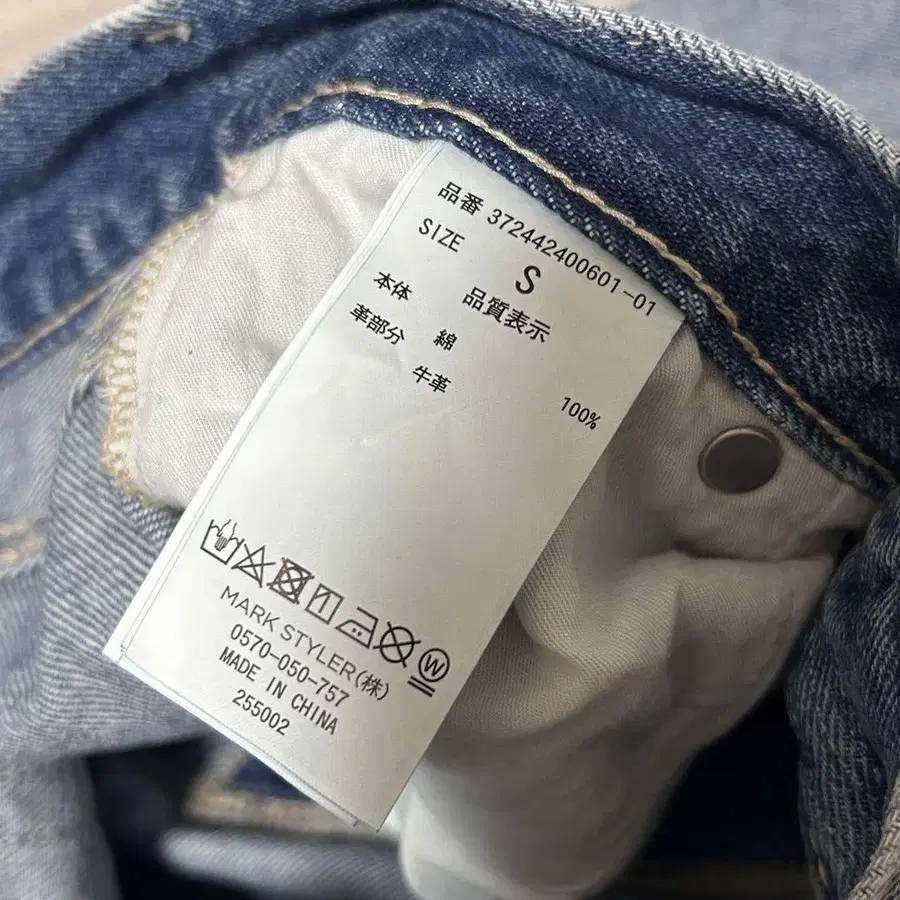 品番 372442400601-01
SIZE S
品質表示
本体 綿 100%
革部分 牛革
W
MARK STYLER(株)
0570-050-757
MADE IN CHINA
255002